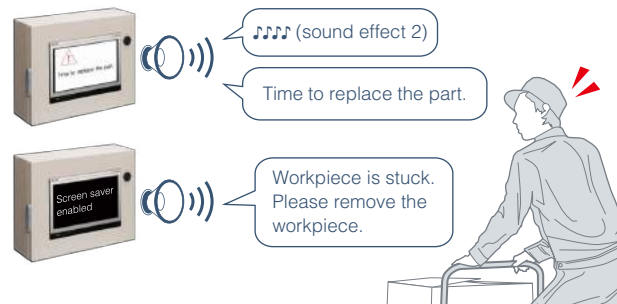 ♪♪♪♪ (sound effect 2)
Time to replace the part.
Time to replace the part.
Screen saver
enabled
Workpiece is stuck.
Please remove the
workpiece.